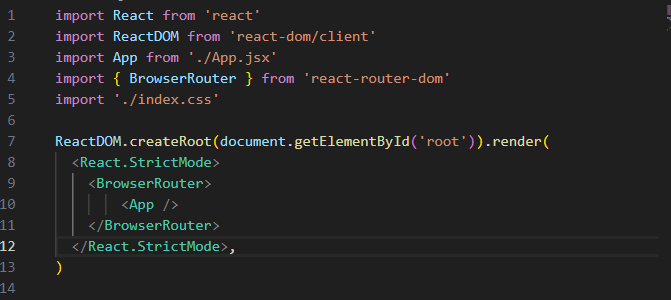 1 import React from 'react'
2 import ReactDOM from 'react-dom/client'
3 import App from './App.jsx'
4 import { BrowserRouter } from 'react-router-dom'
5 import './index.css'
6
7 ReactDOM.createRoot(document.getElementById('root')).render(
8 <React.StrictMode>
9 <BrowserRouter>
10 <App />
11 </BrowserRouter>
12 </React.StrictMode>,
13 )
14